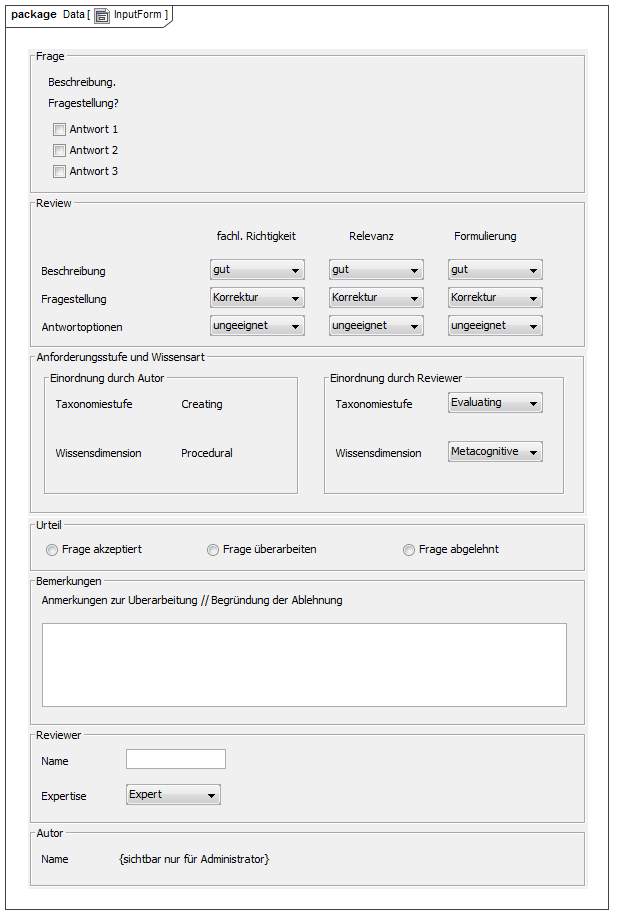 package Data [ InputForm ]
Frage
Beschreibung.
Fragestellung?
Antwort 1
Antwort 2
Antwort 3
Review
fachl. Richtigkeit Relevanz Formulierung
Beschreibung gut gut gut
Fragestellung Korrektur Korrektur Korrektur
Antwortoptionen ungeeignet ungeeignet ungeeignet
Anforderungsstufe und Wissensart
Einordnung durch Autor Einordnung durch Reviewer
Taxonomiestufe Creating Taxonomiestufe Evaluating
Wissensdimension Procedural Wissensdimension Metacognitive
Urteil
Frage akzeptiert Frage überarbeiten Frage abgelehnt
Bemerkungen
Anmerkungen zur Uberarbeitung // Begründung der Ablehnung
Reviewer
Name
Expertise Expert
Autor
Name {sichtbar nur für Administrator}